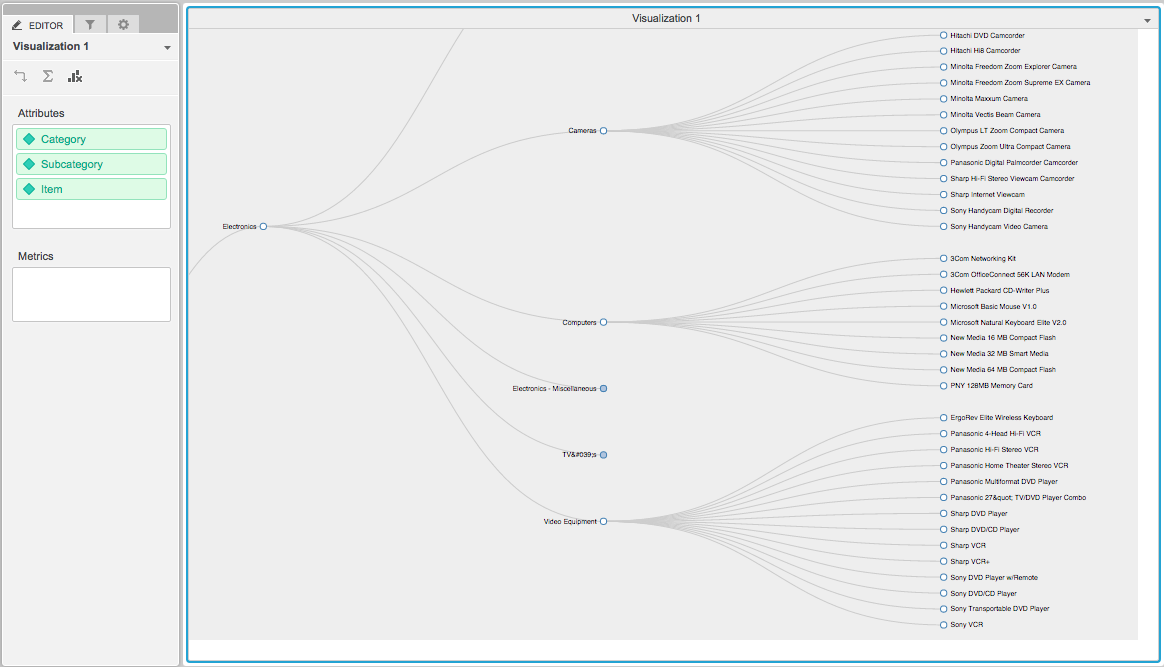 EDITOR
Visualization 1
Attributes
Category
Subcategory
Item
Metrics
Visualization 1
Electronics
Cameras
Hitachi DVD Camcorder
Hitachi Hi8 Camcorder
Minolta Freedom Zoom Explorer Camera
Minolta Freedom Zoom Supreme EX Camera
Minolta Maxxum Camera
Minolta Vectis Beam Camera
Olympus LT Zoom Compact Camera
Olympus Zoom Ultra Compact Camera
Panasonic Digital Palmcorder Camcorder
Sharp Hi-Fi Stereo Viewcam Camcorder
Sharp Internet Viewcam
Sony Handycam Digital Recorder
Sony Handycam Video Camera
Computers
3Com Networking Kit
3Com OfficeConnect 56K LAN Modem
Hewlett Packard CD-Writer Plus
Microsoft Basic Mouse V1.0
Microsoft Natural Keyboard Elite V2.0
New Media 16 MB Compact Flash
New Media 32 MB Smart Media
New Media 64 MB Compact Flash
PNY 128MB Memory Card
Electronics - Miscellaneous
TV&#039;s
Video Equipment
ErgoRev Elite Wireless Keyboard
Panasonic 4-Head Hi-Fi VCR
Panasonic Hi-Fi Stereo VCR
Panasonic Home Theater Stereo VCR
Panasonic Multiformat DVD Player
Panasonic 27&quot; TV/DVD Player Combo
Sharp DVD Player
Sharp DVD/CD Player
Sharp VCR
Sharp VCR+
Sony DVD Player w/Remote
Sony DVD/CD Player
Sony Transportable DVD Player
Sony VCR